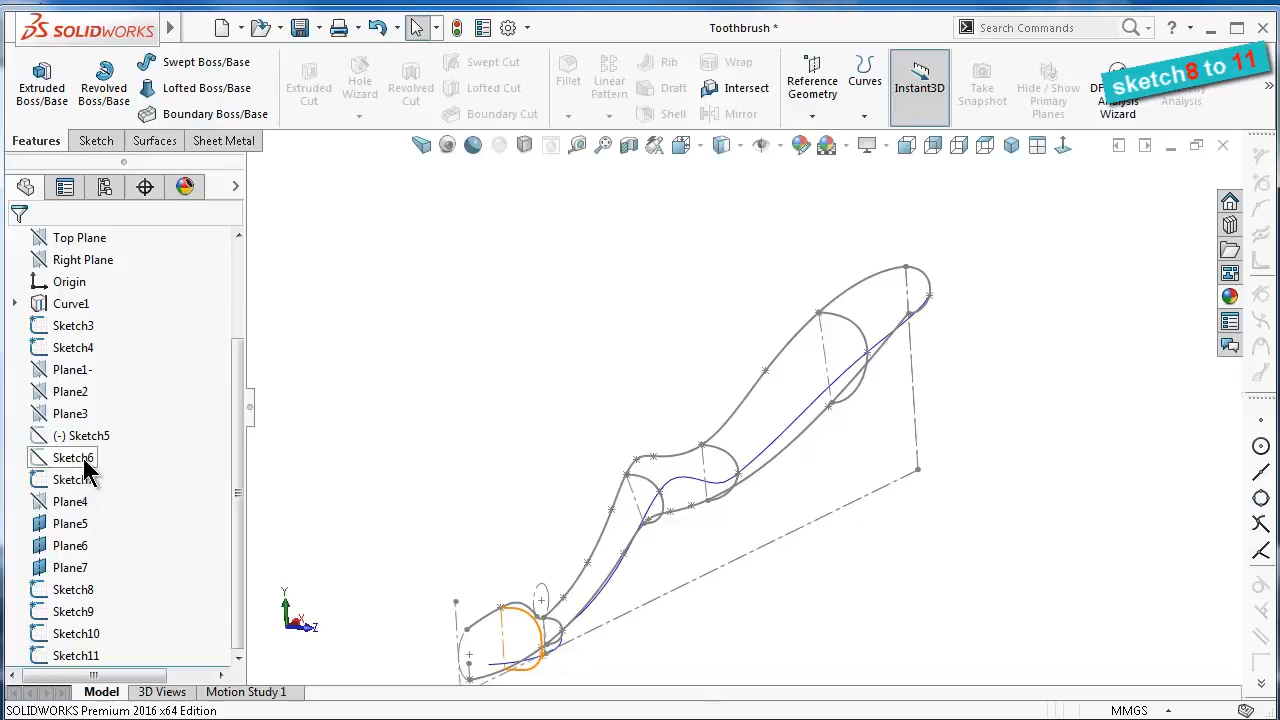 SOLIDWORKS
Toothbrush *
Search Commands
sketch8 to 11
Extruded Boss/Base
Revolved Boss/Base
Swept Boss/Base
Lofted Boss/Base
Boundary Boss/Base
Extruded Cut
Hole Wizard
Revolved Cut
Swept Cut
Lofted Cut
Boundary Cut
Fillet
Linear Pattern
Rib
Draft
Shell
Wrap
Intersect
Mirror
Reference Geometry
Curves
Instant3D
Take Snapshot
Hide / Show Primary Planes
Analysis Wizard
Features
Sketch
Surfaces
Sheet Metal
Top Plane
Right Plane
Origin
Curve1
Sketch3
Sketch4
Plane1-
Plane2
Plane3
(-) Sketch5
Sketch6
Plane4
Plane5
Plane6
Plane7
Sketch8
Sketch9
Sketch10
Sketch11
Y
Z
Model
3D Views
Motion Study 1
SOLIDWORKS Premium 2016 x64 Edition
MMGS